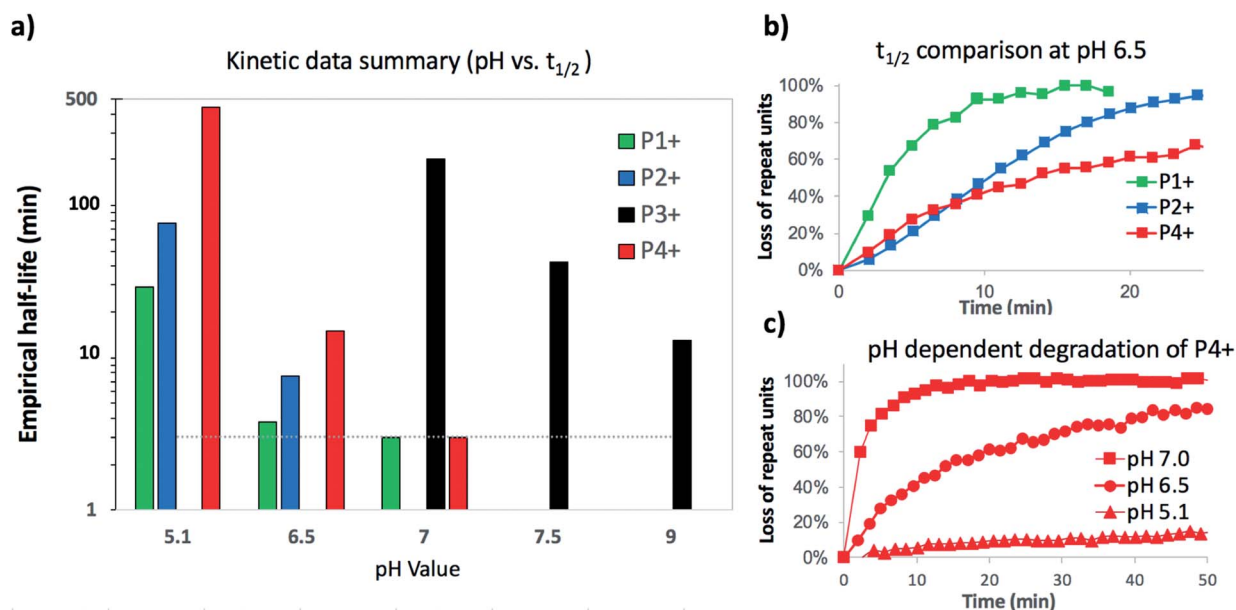 a)
Kinetic data summary (pH vs. t1/2 )
Empirical half-life (min)
500
100
10
1
P1+
P2+
P3+
P4+
5.1 6.5 7 7.5 9
pH Value
b)
t1/2 comparison at pH 6.5
Loss of repeat units
100%
80%
60%
40%
20%
0%
P1+
P2+
P4+
0 10 20
Time (min)
c)
pH dependent degradation of P4+
Loss of repeat units
100%
80%
60%
40%
20%
0%
pH 7.0
pH 6.5
pH 5.1
0 10 20 30 40 50
Time (min)